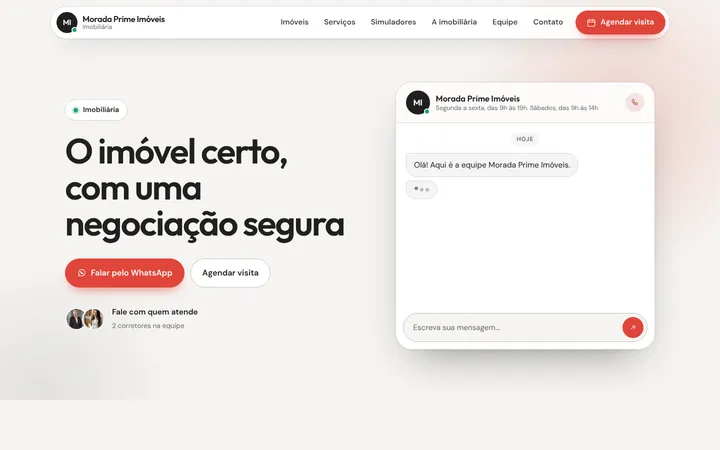 MI
Morada Prime Imóveis
Imobiliária
Imóveis
Serviços
Simuladores
A imobiliária
Equipe
Contato
Agendar visita
Imobiliária
O imóvel certo,
com uma
negociação segura
Falar pelo WhatsApp
Agendar visita
Fale com quem atende
2 corretores na equipe
MI
Morada Prime Imóveis
Segunda a sexta, das 9h às 19h. Sábados, das 9h às 14h
HOJE
Olá! Aqui é a equipe Morada Prime Imóveis.
Escreva sua mensagem...